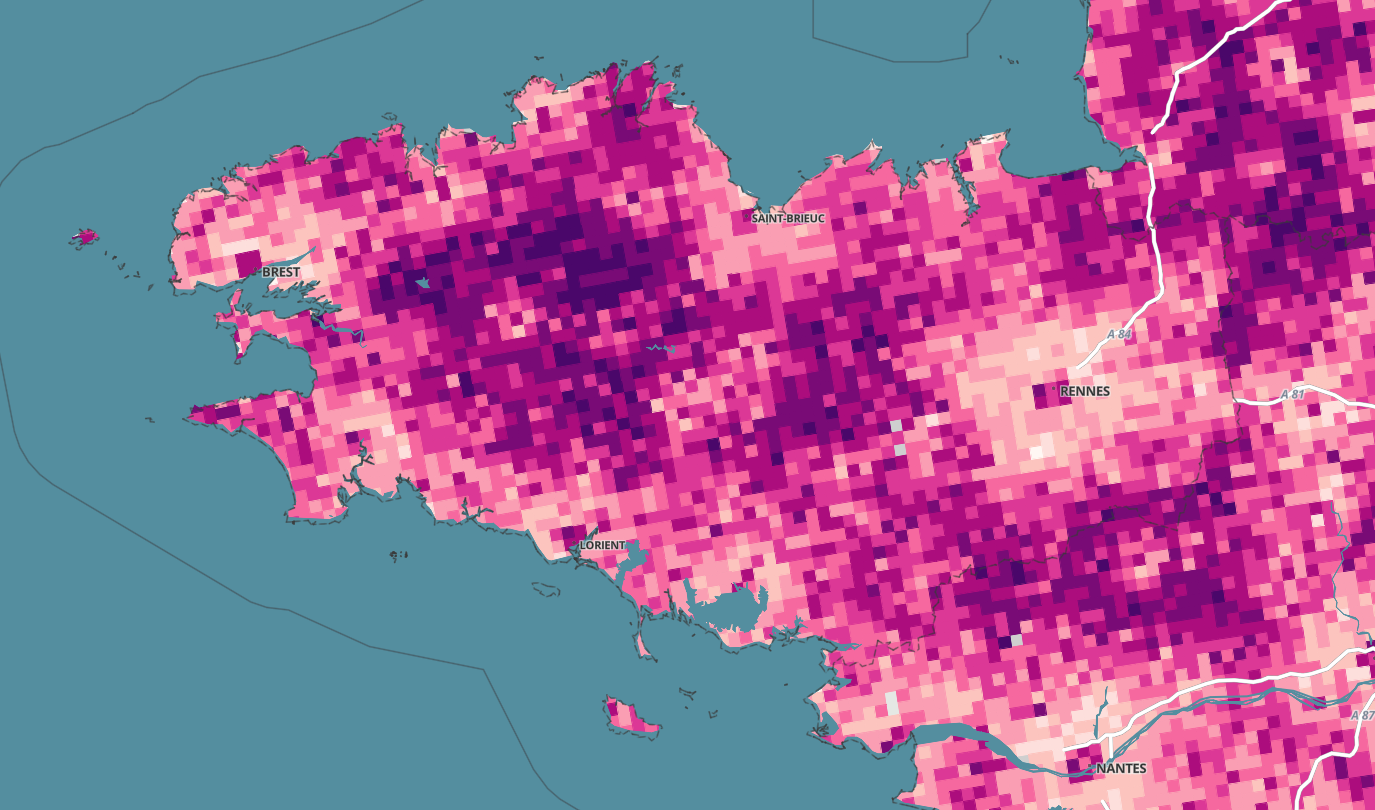 SAINT-BRIEUC
BREST
A 84
RENNES
A 81
LORIENT
A 87
NANTES